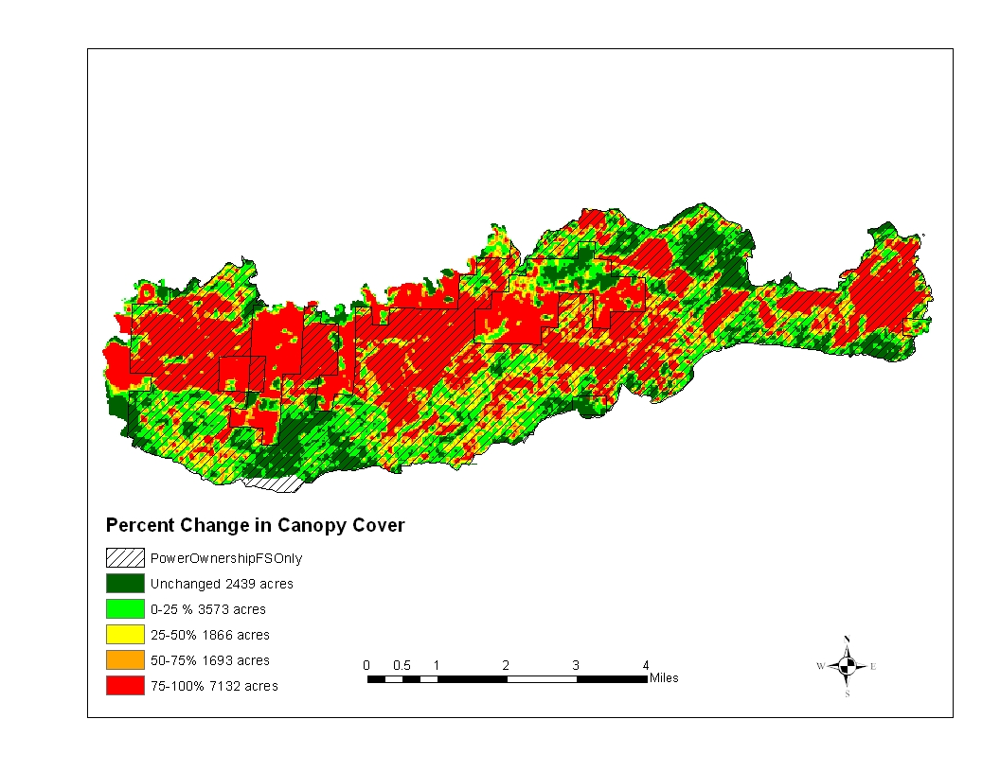 Percent Change in Canopy Cover
PowerOwnershipFSOnly
Unchanged 2439 acres
0-25 % 3573 acres
25-50% 1866 acres
50-75% 1693 acres
75-100% 7132 acres
0 0.5 1 2 3 4
Miles
N
W E
S